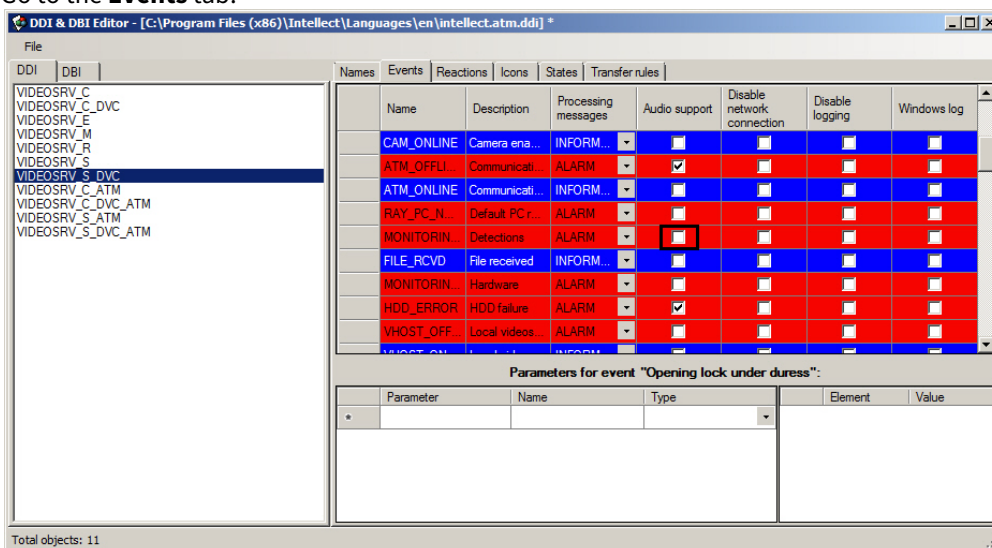 Go to the Events tab.
DDI & DBI Editor - [C:\Program Files (x86)\Intellect\Languages\en\intellect.atm.ddi] *
File
DDI DBI
Names Events Reactions Icons States Transfer rules
VIDEOSRV_C
VIDEOSRV_C_DVC
VIDEOSRV_E
VIDEOSRV_M
VIDEOSRV_R
VIDEOSRV_S
VIDEOSRV_S_DVC
VIDEOSRV_C_ATM
VIDEOSRV_C_DVC_ATM
VIDEOSRV_S_ATM
VIDEOSRV_S_DVC_ATM
Name Description Processing messages Audio support Disable network connection Disable logging Windows log
CAM_ONLINE Camera ena... INFORM...
ATM_OFFLI... Communicati... ALARM
ATM_ONLINE Communicati... INFORM...
RAY_PC_N... Default PC r... ALARM
MONITORIN... Detections ALARM
FILE_RCVD File received INFORM...
MONITORIN... Hardware ALARM
HDD_ERROR HDD failure ALARM
VHOST_OFF... Local videos... ALARM
Parameters for event "Opening lock under duress":
Parameter Name Type Element Value
*
Total objects: 11